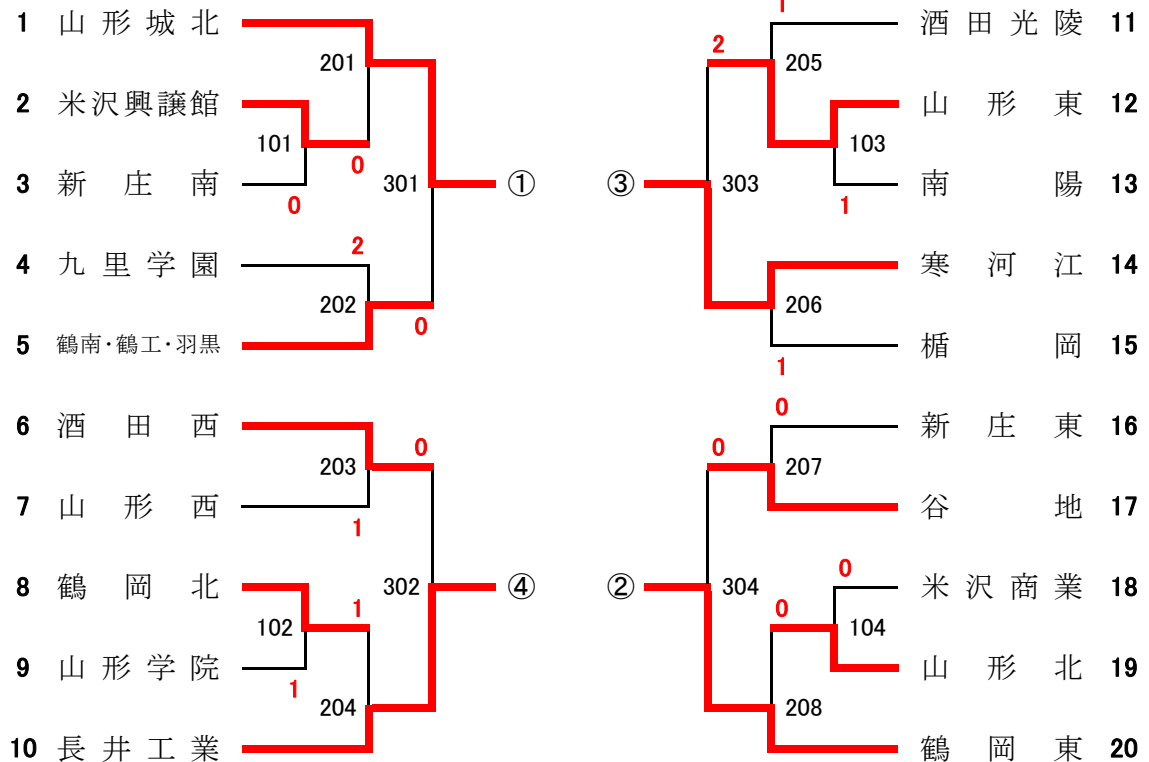 1 山形城北
201
2 米沢興譲館
101
0
3 新庄南
0
301
①
4 九里学園
2
202
0
5 鶴南・鶴工・羽黒
6 酒田西
0
203
7 山形西
1
8 鶴岡北
1
302
④
102
9 山形学院
1
204
10 長井工業
1
酒田光陵 11
2
205
山形東 12
103
③
303
南陽 13
1
寒河江 14
206
楯岡 15
1
0
新庄東 16
0
207
谷地 17
0
②
304
米沢商業 18
0
104
山形北 19
208
鶴岡東 20